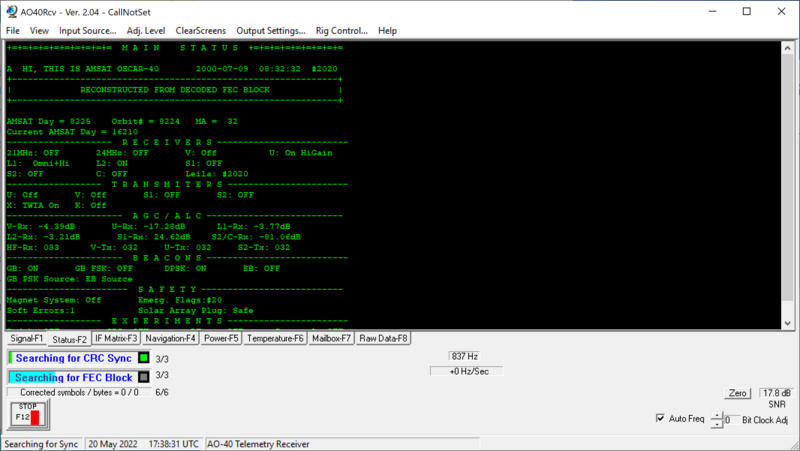 AO40Rcv - Ver. 2.04 - CallNotSet
File View Input Source... Adj. Level ClearScreens Output Settings... Rig Control... Help
+=+=+=+=+=+=+=+= M A I N   S T A T U S +=+=+=+=+=+=+=+=
A HI, THIS IS AMSAT OSCAR-40 2000-07-09 08:32:32 #2020
RECONSTRUCTED FROM DECODED FEC BLOCK
AMSAT Day = 8225 Orbit# = 8224 MA = 32
Current AMSAT Day = 16210
R E C E I V E R S
21MHz: OFF 24MHz: OFF V: Off U: On HiGain
L1: Omni+Hi L2: ON S1: OFF
S2: OFF C: OFF Leila: #2020
T R A N S M I T E R S
U: Off V: Off S1: OFF S2: OFF
X: TWTA On K: Off
A G C / A L C
V-Rx: -4.39dB U-Rx: -17.28dB L1-Rx: -3.77dB
L2-Rx: -3.21dB S1-Rx: 24.62dB S2/C-Rx: -81.06dB
HF-Rx: 083 V-Tx: 032 U-Tx: 032 S2-Tx: 032
B E A C O N S
GB: ON GB FSK: OFF DPSK: ON EB: OFF
GB PSK Source: EB Source
S A F E T Y
Magnet System: Off Emerg. Flags:#20
Soft Errors:1 Solar Array Plug: Safe
E X P E R I M E N T S
Signal-F1 Status-F2 IF Matrix-F3 Navigation-F4 Power-F5 Temperature-F6 Mailbox-F7 Raw Data-F8
Searching for CRC Sync 3/3 837 Hz
+0 Hz/Sec
Searching for FEC Block 3/3
Corrected symbols / bytes = 0 / 0 6/6
Zero 17.8 dB
SNR
STOP
F12
Auto Freq 0 Bit Clock Adj
Searching for Sync 20 May 2022 17:38:31 UTC AO-40 Telemetry Receiver